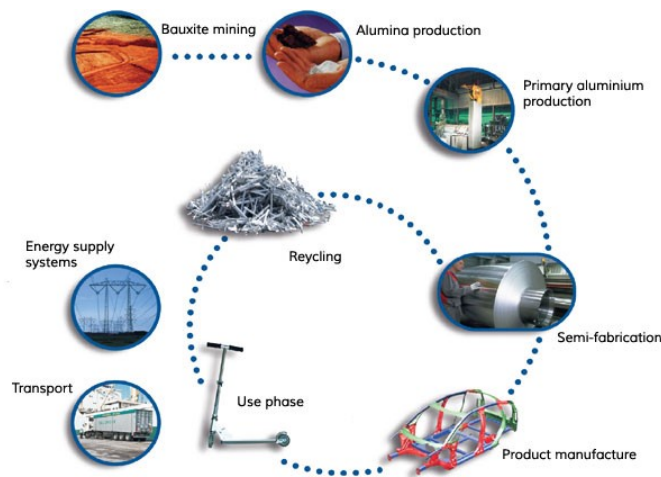 Bauxite mining
Alumina production
Primary aluminium
production
Reycling
Energy supply
systems
Semi-fabrication
Transport
Use phase
Product manufacture